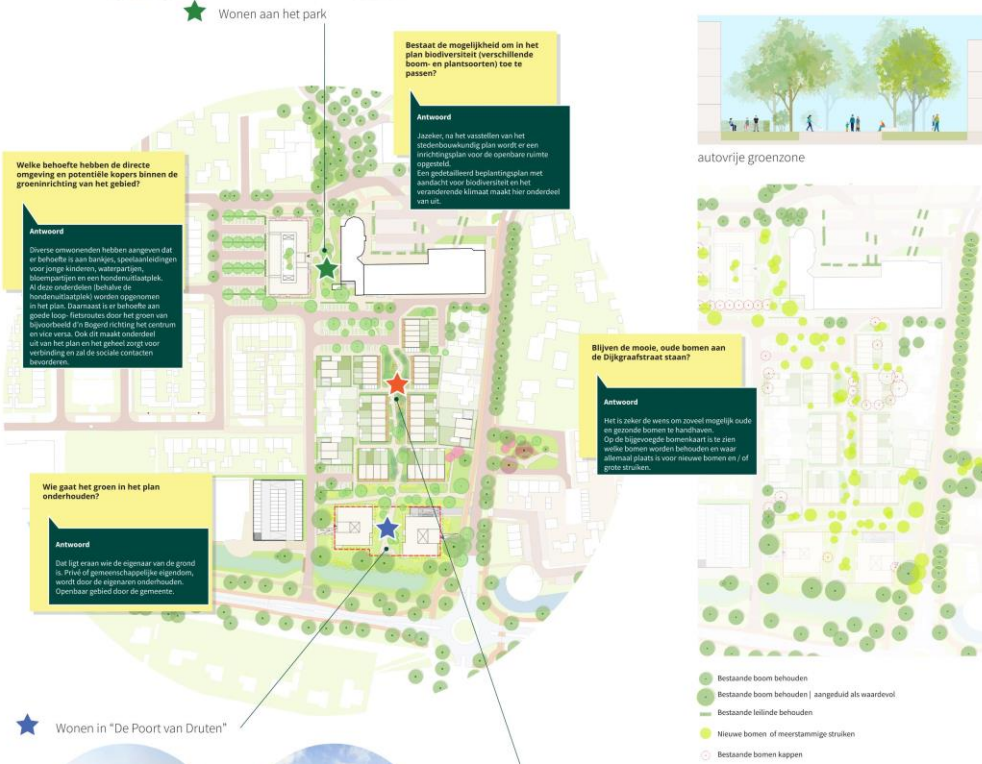 Wonen aan het park
Bestaat de mogelijkheid om in het
plan biodiversiteit (verschillende
boom- en plantsoorten) toe te
passen?
Antwoord
Jazeker, na het vasstellen van het
stedenbouwkundig plan wordt er een
inrichtingsplan voor de openbare ruimte
opgesteld.
Een gedetailleerd beplantingsplan met
aandacht voor biodiversiteit en het
veranderende klimaat maakt hier onderdeel
van uit.
autovrije groenzone
Welke behoefte hebben de directe
omgeving en potentiële kopers binnen de
groeninrichting van het gebied?
Antwoord
Diverse omwonenden hebben aangeven dat
er behoefte is aan bankjes, speelaanleidingen
voor jonge kinderen, waterpartijen,
bloempartijen en een hondenuitlaatplek.
Al deze onderdelen (behalve de
hondenuitlaatplek) worden opgenomen
in het plan. Daarnaast is er behoefte aan
goede loop- fietsroutes door het groen van
bijvoorbeeld d'n Bogerd richting het centrum
en vice versa. Ook dit maakt onderdeel
uit van het plan en het geheel zorgt voor
verbinding en zal de sociale contacten
bevorderen.
Blijven de mooie, oude bomen aan
de Dijkgraafstraat staan?
Antwoord
Het is zeker de wens om zoveel mogelijk oude
en gezonde bomen te handhaven.
Op de bijgevoegde bomenkaart is te zien
welke bomen worden behouden en waar
allemaal plaats is voor nieuwe bomen en / of
grote struiken.
Wie gaat het groen in het plan
onderhouden?
Antwoord
Dat ligt eraan wie de eigenaar van de grond
is. Privé of gemeenschappelijke eigendom,
wordt door de eigenaren onderhouden.
Openbaar gebied door de gemeente.
Wonen in "De Poort van Druten"
Bestaande boom behouden
Bestaande boom behouden | aangeduid als waardevol
Bestaande leilinde behouden
Nieuwe bomen of meerstammige struiken
Bestaande bomen kappen